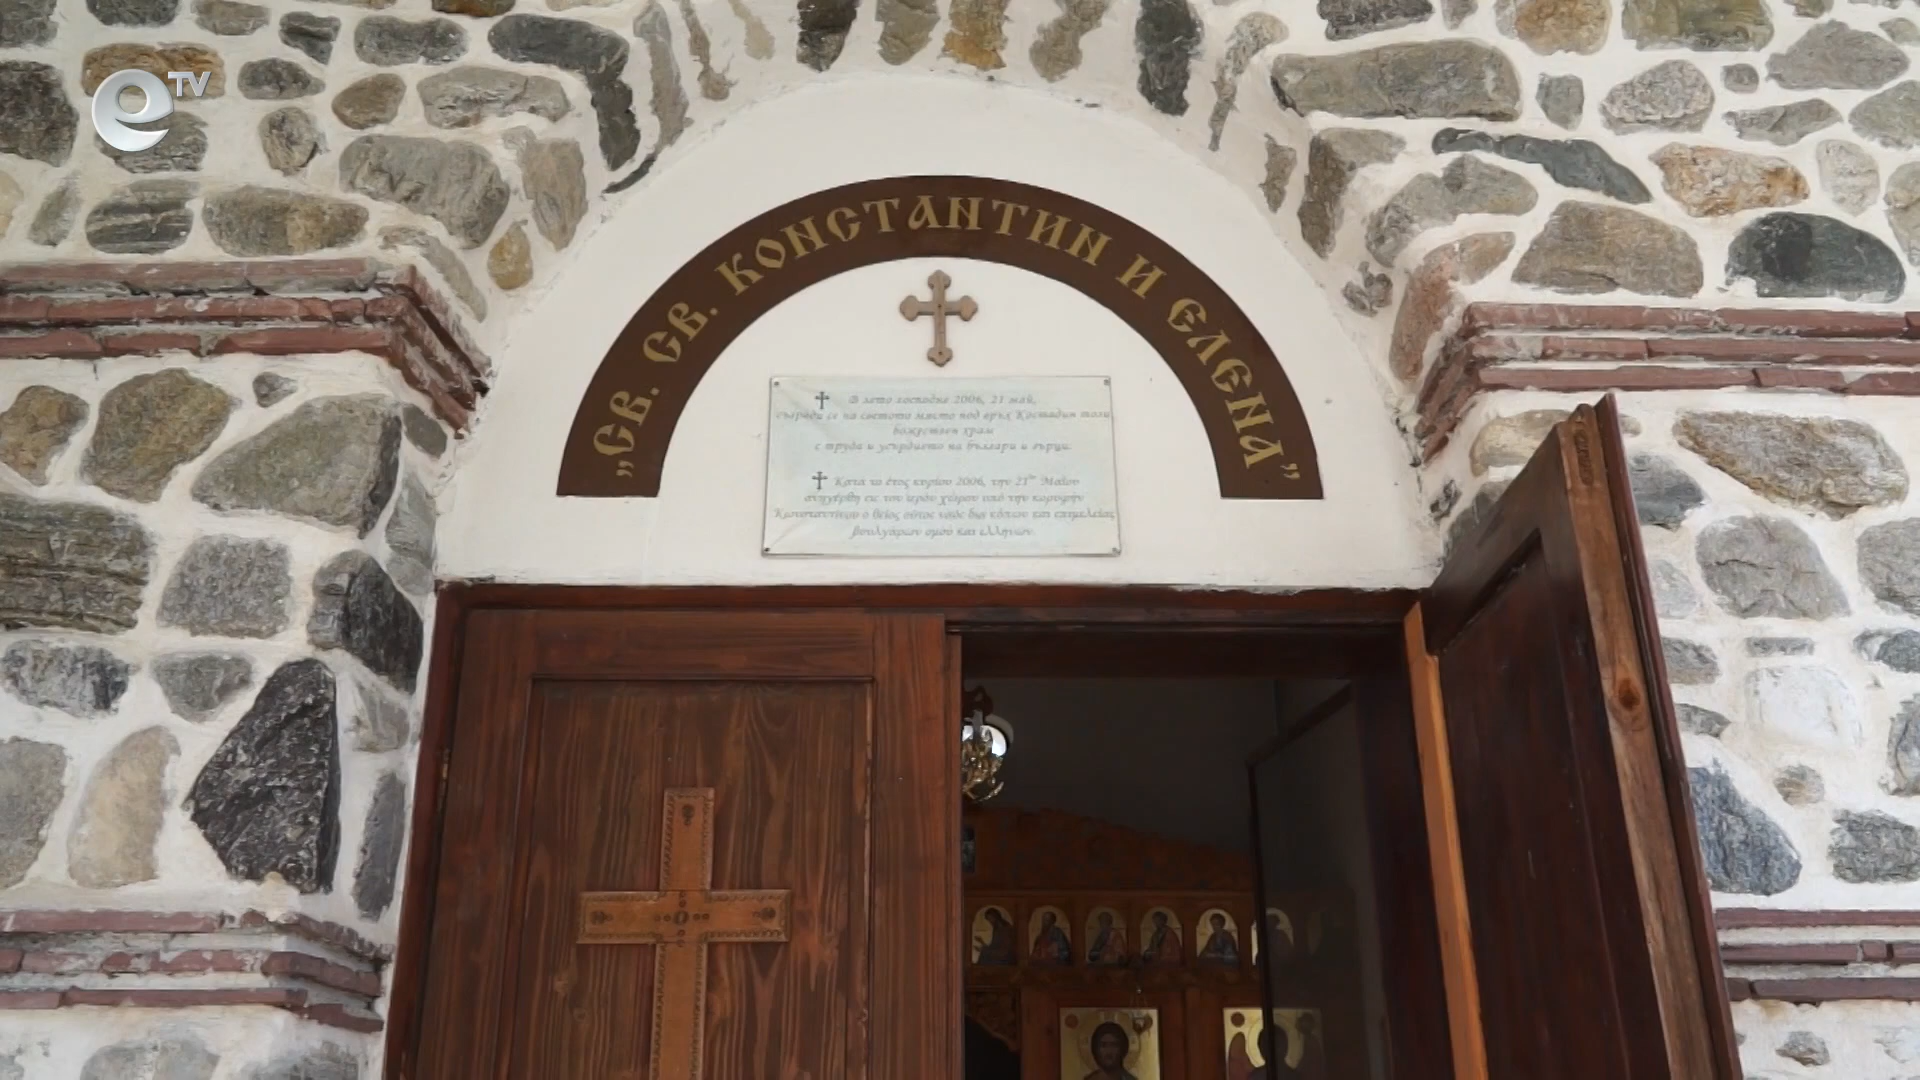 eTV
„Св. Св. Константин и Елена”
В лето господне 2006, 21 май,
съгради се на светото място под връх Костадин този
божествен храм
с труда и усърдието на българи и гърци.
Κατά το έτος κυρίου 2006, την 21ην Μαΐου
ανηγέρθη εις τον ιερόν χώρον υπό την κορυφήν
Κωνσταντίνου ο θείος ούτος ναός δια κόπου και επιμελείας
βουλγάρων ομού και ελλήνων.